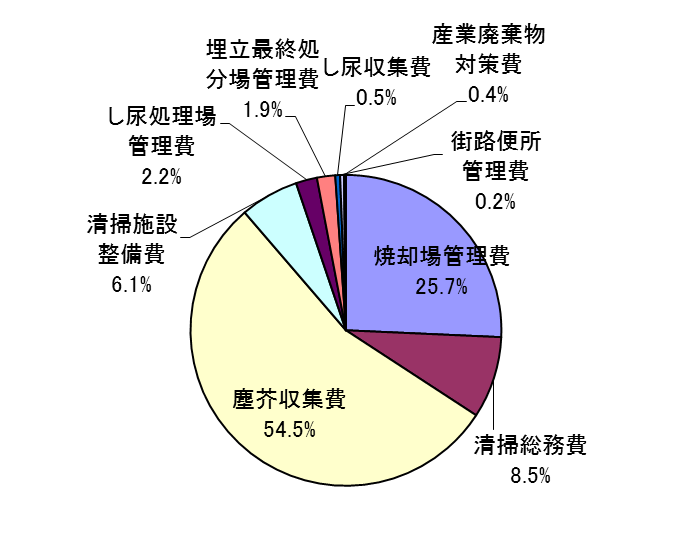 産業廃棄物
対策費
0.4%
埋立最終処
分場管理費
1.9%
し尿収集費
0.5%
し尿処理場
管理費
2.2%
街路便所
管理費
0.2%
清掃施設
整備費
6.1%
焼却場管理費
25.7%
塵芥収集費
54.5%
清掃総務費
8.5%